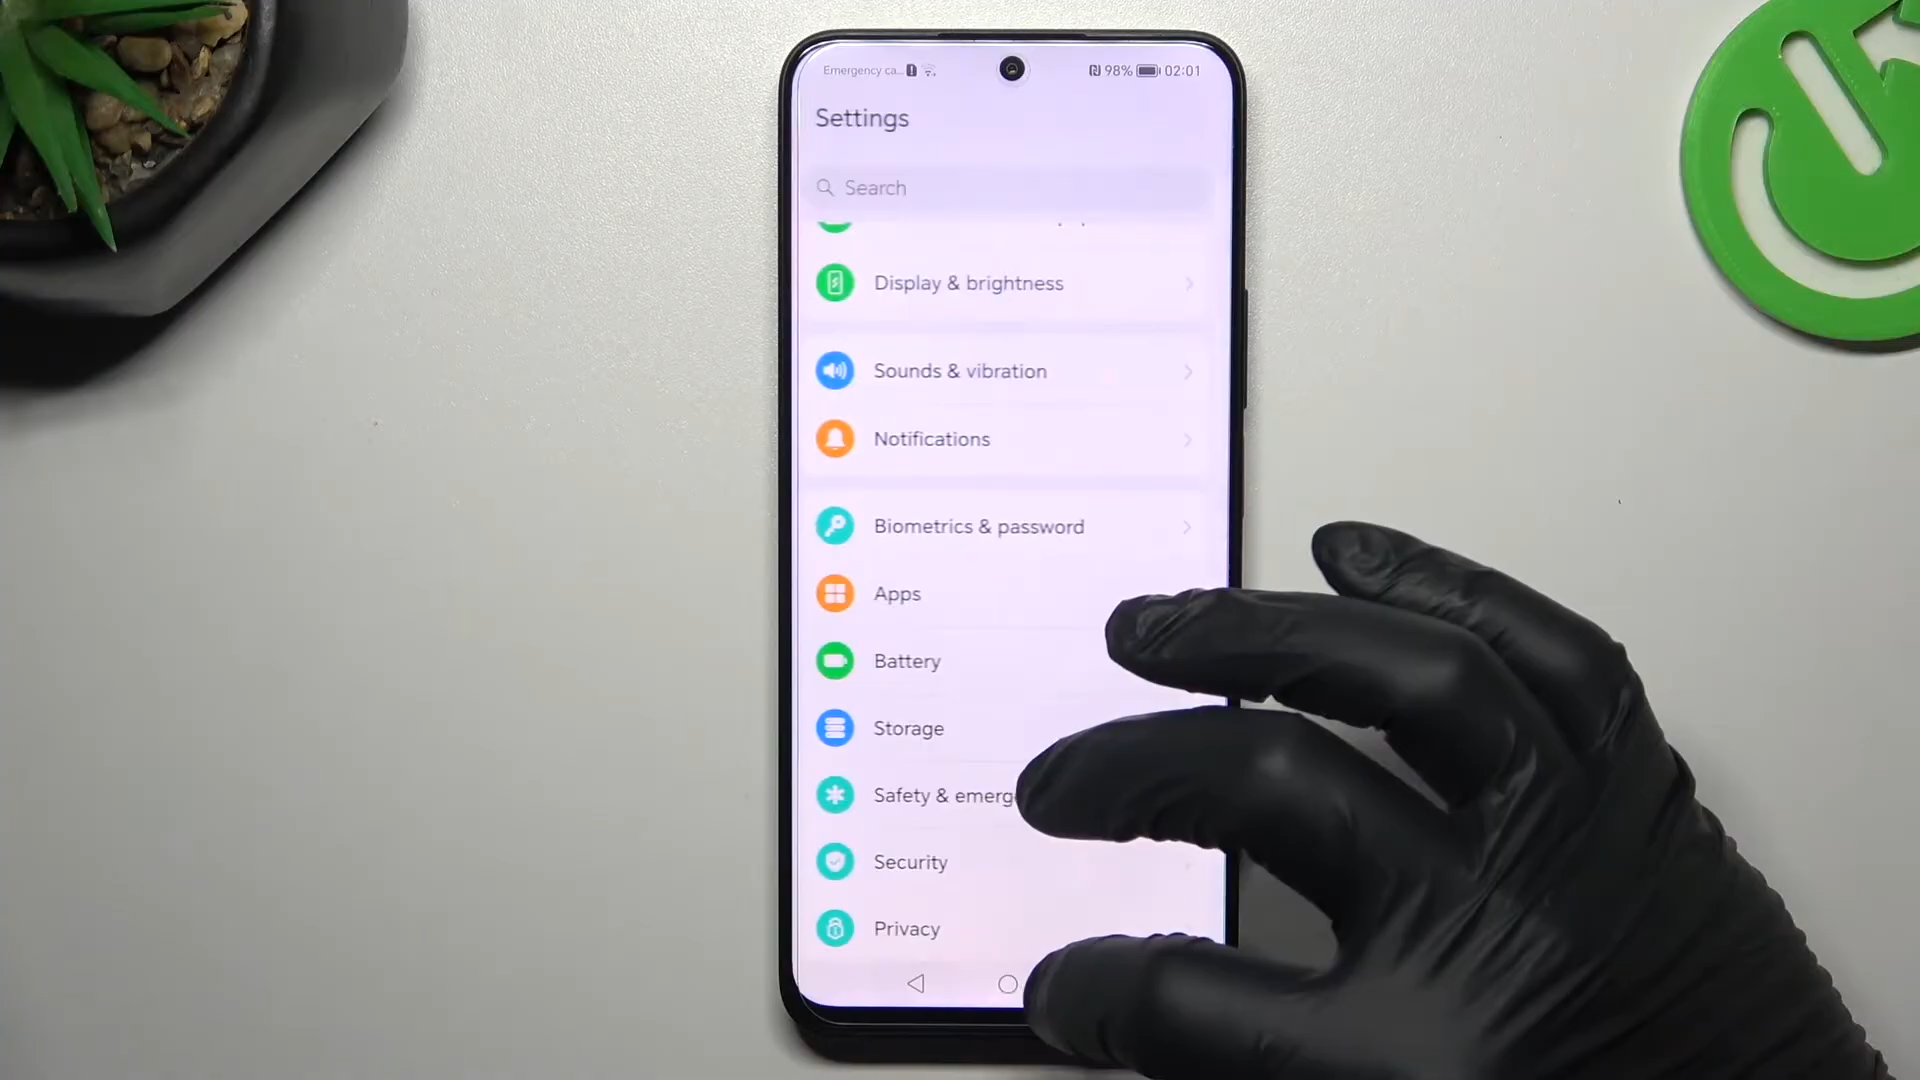 Emergency ca... 98% 02:01
Settings
Search
Display & brightness
Sounds & vibration
Notifications
Biometrics & password
Apps
Battery
Storage
Safety & emerg
Security
Privacy